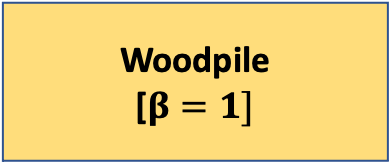 Woodpile
[β = 1]